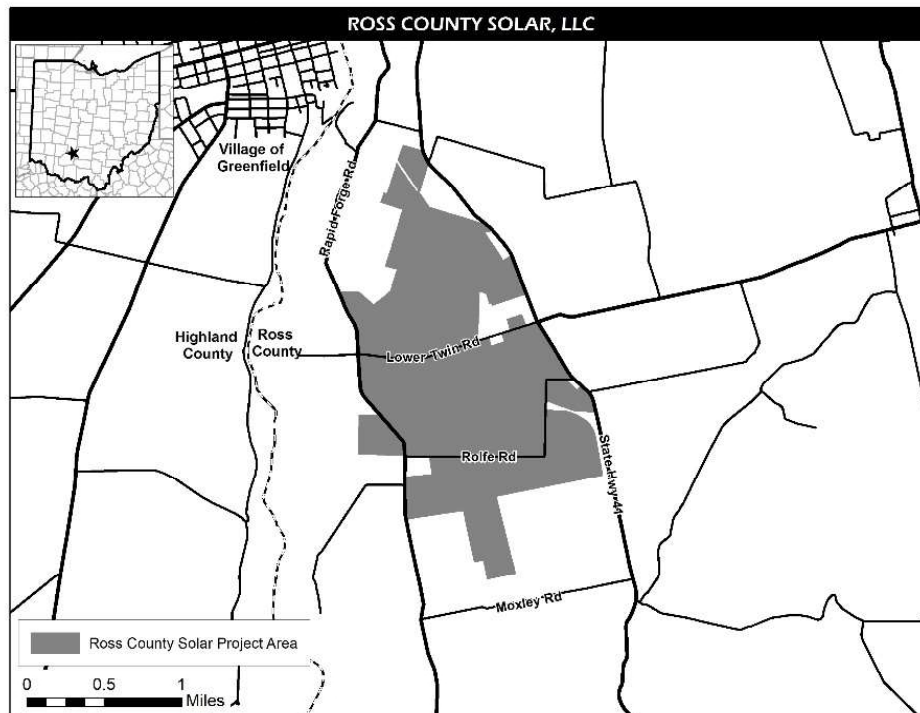 ROSS COUNTY SOLAR, LLC
Village of
Greenfield
Rapid Forge Rd
Highland
County
Ross
County
Lower Twin Rd
Rolfe Rd
State Hwy 41
Moxley Rd
Ross County Solar Project Area
0 0.5 1
Miles